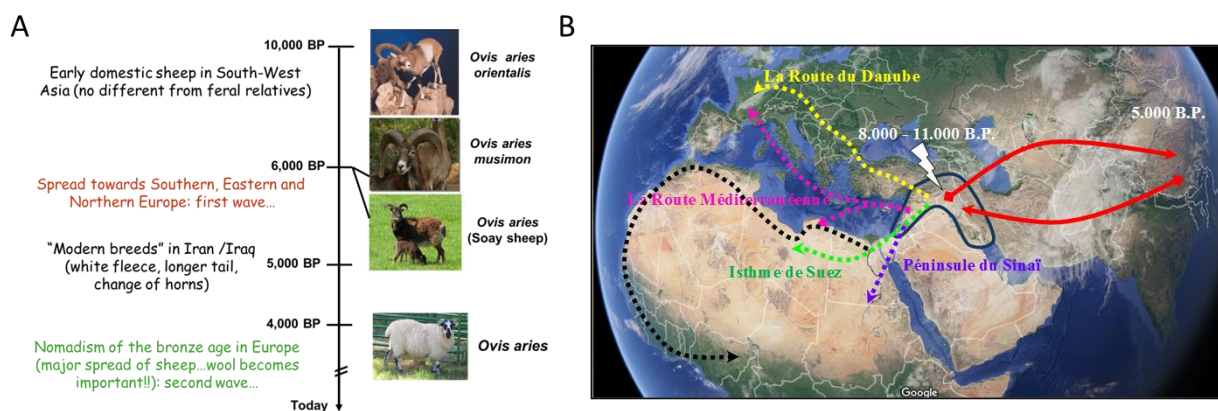 A
10,000 BP
Early domestic sheep in South-West
Asia (no different from feral relatives)
Ovis aries
orientalis
Ovis aries
musimon
6,000 BP
Spread towards Southern, Eastern and
Northern Europe: first wave…
Ovis aries
(Soay sheep)
"Modern breeds" in Iran /Iraq
(white fleece, longer tail,
change of horns)
5,000 BP
4,000 BP
Nomadism of the bronze age in Europe
(major spread of sheep…wool becomes
important!!): second wave…
Ovis aries
Today
B
La Route du Danube
5.000 B.P.
8.000 - 11.000 B.P.
La Route Méditerranéenne
Isthme de Suez
Péninsule du Sinaï
Google